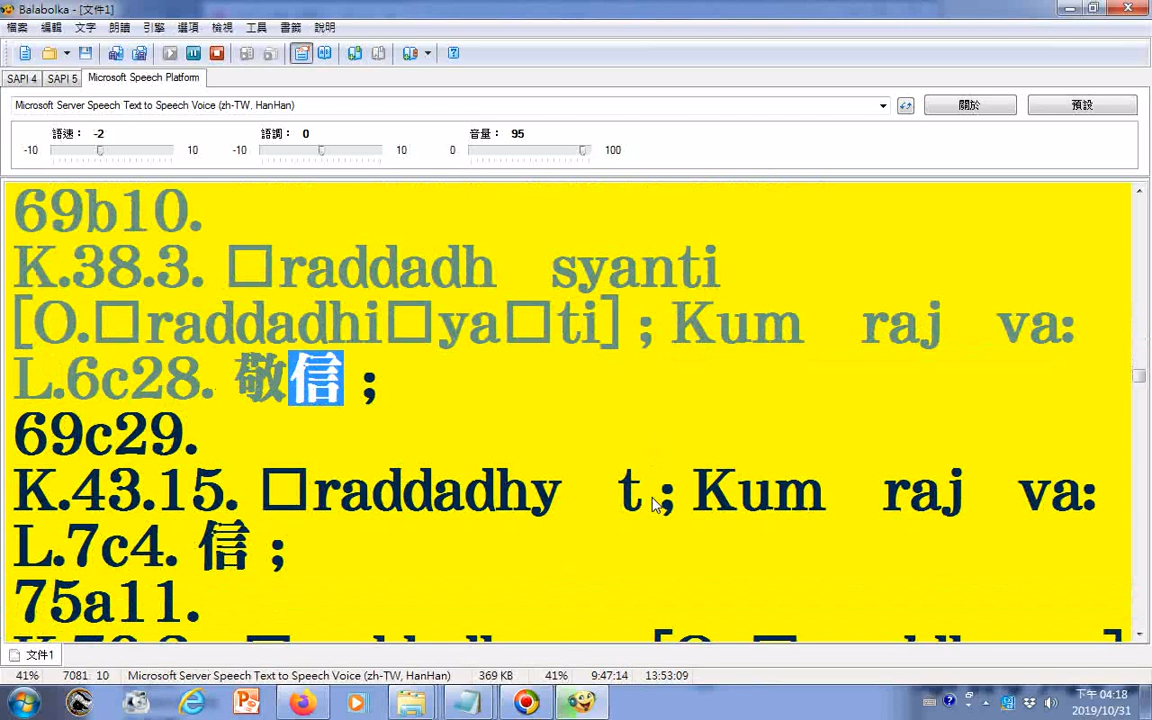 Balabolka - [文件1]
檔案 編輯 文字 朗讀 引擎 選項 檢視 工具 書籤 說明
SAPI 4 SAPI 5 Microsoft Speech Platform
Microsoft Server Speech Text to Speech Voice (zh-TW, HanHan) 關於 預設
語速： -2 語調： 0 音量： 95
-10 10 -10 10 0 100
69b10.
K.38.3. □raddadh syanti
[O.□raddadhi□ya□ti] ; Kum raj va:
L.6c28. 敬信 ;
69c29.
K.43.15. □raddadhy t ; Kum raj va:
L.7c4. 信 ;
75a11.
文件1
41% 7081 10 Microsoft Server Speech Text to Speech Voice (zh-TW, HanHan) 369 KB 41% 9:47:14 13:53:09
下午 04:18
2019/10/31